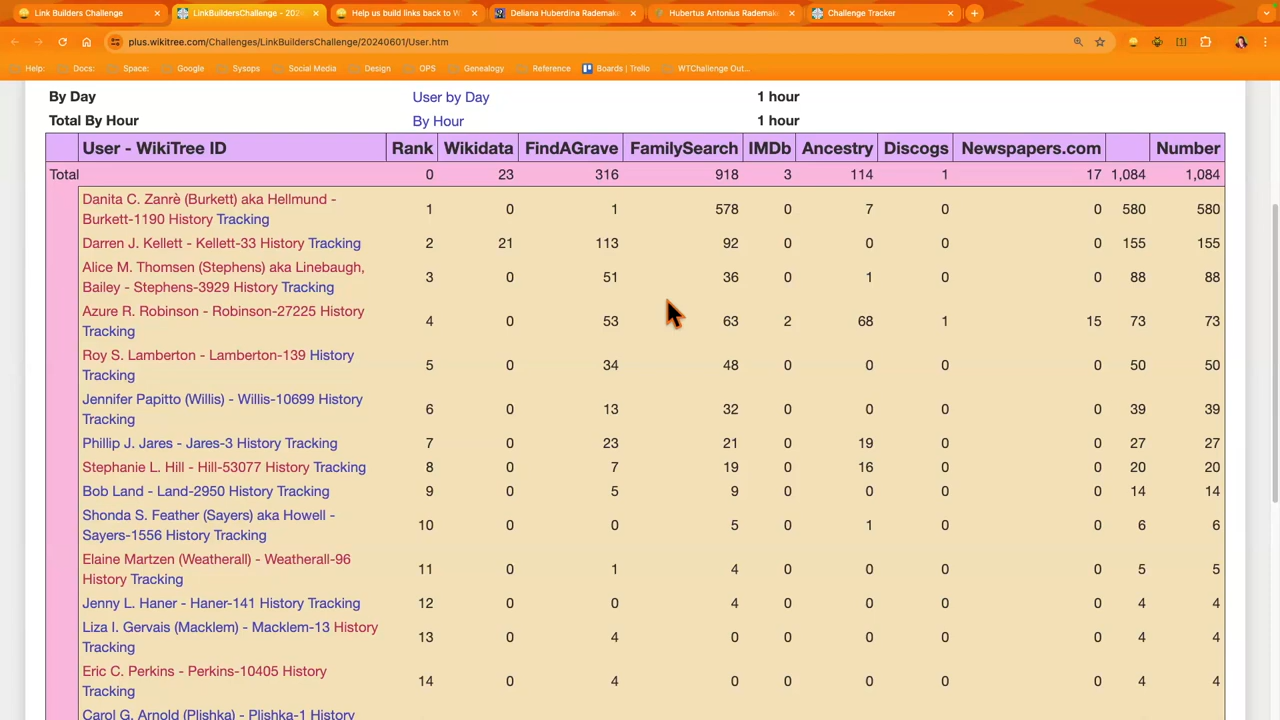 Link Builders Challenge
LinkBuildersChallenge - 202
Help us build links back to W
Deliana Huberdina Rademak
Hubertus Antonius Rademak
Challenge Tracker
plus.wikitree.com/Challenges/LinkBuildersChallenge/20240601/User.htm
Help: Docs: Space: Google Sysops Social Media Design OPS Genealogy Reference Boards | Trello WTChallenge Out...
By Day User by Day 1 hour
Total By Hour By Hour 1 hour
User - WikiTree ID Rank Wikidata FindAGrave FamilySearch IMDb Ancestry Discogs Newspapers.com Number
Total 0 23 316 918 3 114 1 17 1,084 1,084
Danita C. Zanrè (Burkett) aka Hellmund -
Burkett-1190 History Tracking 1 0 1 578 0 7 0 0 580 580
Darren J. Kellett - Kellett-33 History Tracking 2 21 113 92 0 0 0 0 155 155
Alice M. Thomsen (Stephens) aka Linebaugh,
Bailey - Stephens-3929 History Tracking 3 0 51 36 0 1 0 0 88 88
Azure R. Robinson - Robinson-27225 History
Tracking 4 0 53 63 2 68 1 15 73 73
Roy S. Lamberton - Lamberton-139 History
Tracking 5 0 34 48 0 0 0 0 50 50
Jennifer Papitto (Willis) - Willis-10699 History
Tracking 6 0 13 32 0 0 0 0 39 39
Phillip J. Jares - Jares-3 History Tracking 7 0 23 21 0 19 0 0 27 27
Stephanie L. Hill - Hill-53077 History Tracking 8 0 7 19 0 16 0 0 20 20
Bob Land - Land-2950 History Tracking 9 0 5 9 0 0 0 0 14 14
Shonda S. Feather (Sayers) aka Howell -
Sayers-1556 History Tracking 10 0 0 5 0 1 0 0 6 6
Elaine Martzen (Weatherall) - Weatherall-96
History Tracking 11 0 1 4 0 0 0 0 5 5
Jenny L. Haner - Haner-141 History Tracking 12 0 0 4 0 0 0 0 4 4
Liza I. Gervais (Macklem) - Macklem-13 History
Tracking 13 0 4 0 0 0 0 0 4 4
Eric C. Perkins - Perkins-10405 History
Tracking 14 0 4 0 0 0 0 0 4 4
Carol G. Arnold (Plishka) - Plishka-1 History